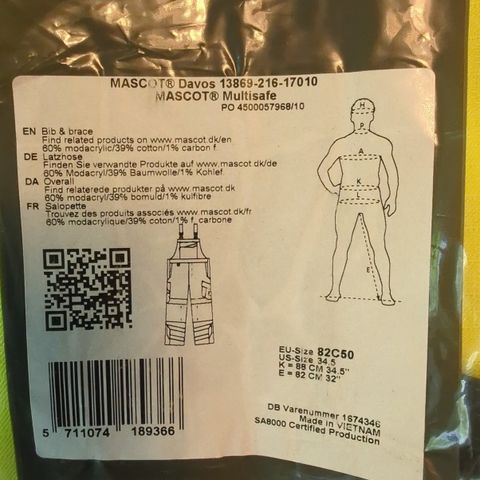 MASCOT® Davos 13869-216-17010
MASCOT® Multisafe
PO 4500057968/10
EN Bib & brace
Find related products on www.mascot.dk/en
60% modacrylic/39% cotton/1% carbon f.
DE Latzhose
Finden Sie verwandte Produkte auf www.mascot.dk/de
60% Modacryl/39% Baumwolle/1% Kohlef.
DA Overall
Find relaterede produkter på www.mascot.dk
60% modacryl/39% bomuld/1% kulfibre
FR Salopette
Trouvez des produits associés www.mascot.dk/fr
60% modacrylique/39% coton/1% f. carbone
H
P
A
K
I
E
EU-Size 82C50
US-Size 34.5
K = 88 CM 34.5"
E = 82 CM 32"
DB Varenummer 1674346
Made in VIETNAM
SA8000 Certified Production
5 711074 189366